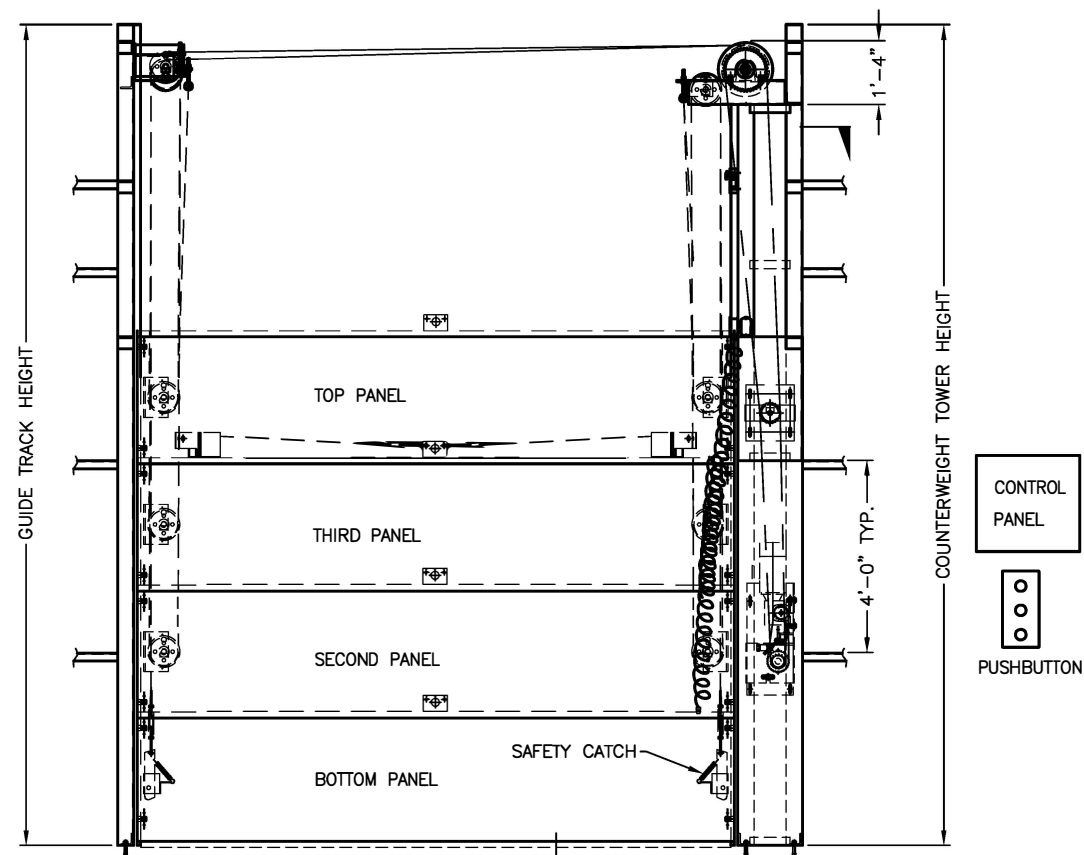 1'-4"
GUIDE TRACK HEIGHT
COUNTERWEIGHT TOWER HEIGHT
TOP PANEL
THIRD PANEL
4'-0" TYP.
CONTROL
PANEL
SECOND PANEL
PUSHBUTTON
SAFETY CATCH
BOTTOM PANEL